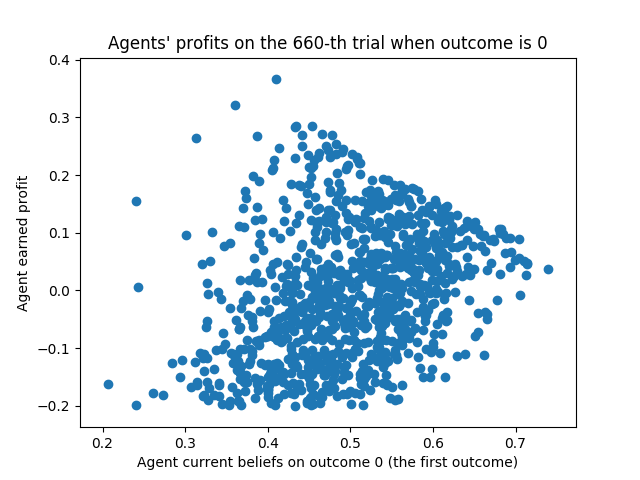 Agents' profits on the 660-th trial when outcome is 0
0.4
0.3
0.2
0.1
0.0
−0.1
−0.2
Agent earned profit
0.2 0.3 0.4 0.5 0.6 0.7
Agent current beliefs on outcome 0 (the first outcome)